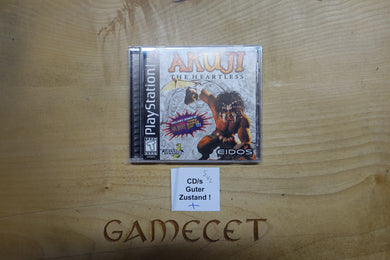 AKUJI
THE HEARTLESS
PlayStation
EIDOS
CD/s
Guter
Zustand !
GAMECET